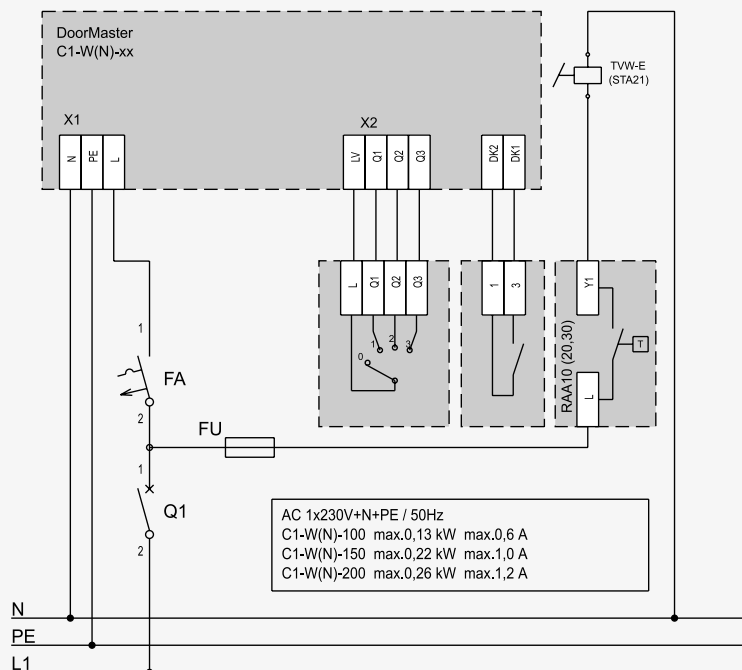 DoorMaster
C1-W(N)-xx
TVW-E
(STA21)
X1
X2
N
PE
L
LV
Q1
Q2
Q3
DK2
DK1
L
Q1
Q2
Q3
1
3
Y1
0
1
2
3
T
RAA10 (20,30)
L
1
FA
2
FU
1
Q1
2
AC 1x230V+N+PE / 50Hz
C1-W(N)-100 max.0,13 kW max.0,6 A
C1-W(N)-150 max.0,22 kW max.1,0 A
C1-W(N)-200 max.0,26 kW max.1,2 A
N
PE
L1